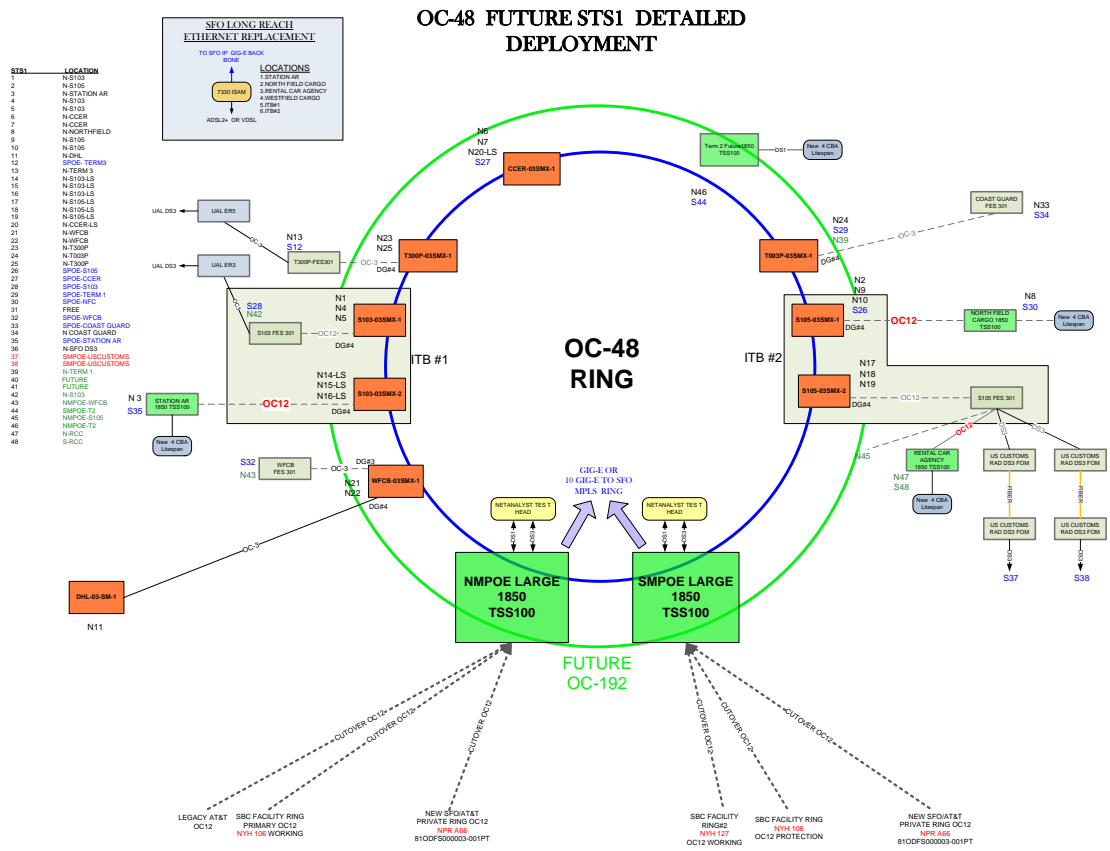 OC-48 FUTURE STS1 DETAILED
DEPLOYMENT
SFO LONG REACH
ETHERNET REPLACEMENT
TO SFO IP GIG-E BACK
BONE
7330 ISAM
ADSL2+ OR VDSL
LOCATIONS
1.STATION AR
2.NORTH FIELD CARGO
3.RENTAL CAR AGENCY
4.WESTFIELD CARGO
5.ITB#1
6.ITB#2
STS1 LOCATION
1 N-S103
2 N-S105
3 N-STATION AR
4 N-S103
5 N-S103
6 N-CCER
7 N-CCER
8 N-NORTHFIELD
9 N-S105
10 N-S105
11 N-DHL
12 SPOE- TERM3
13 N-TERM 3
14 N-S103-LS
15 N-S103-LS
16 N-S103-LS
17 N-S105-LS
18 N-S105-LS
19 N-S105-LS
20 N-CCER-LS
21 N-WFCB
22 N-WFCB
23 N-T300P
24 N-T003P
25 N-T300P
26 SPOE-S105
27 SPOE-CCER
28 SPOE-S103
29 SPOE-TERM 1
30 SPOE-NFC
31 FREE
32 SPOE-WFCB
33 SPOE-COAST GUARD
34 N COAST GUARD
35 SPOE-STATION AR
36 N-SFO DS3
37 SMPOE-USCUSTOMS
38 SMPOE-USCUSTOMS
39 N-TERM 1
40 FUTURE
41 FUTURE
42 N-S103
43 NMPOE-WFCB
44 SMPOE-T2
45 NMPOE-S105
46 NMPOE-T2
47 N-RCC
48 S-RCC
N6
N7
N20-LS
S27
CCER-03SMX-1
Term 2 Future1850
TSS100
DS1
New 4 CBA
Litespan
N46
S44
COAST GUARD
FES 301
N33
S34
OC-3
N24
S29
N39
T003P-03SMX-1
DG#4
UAL DS3
UAL ER5
OC-3
N13
S12
T300P-FES301
OC-3
N23
N25
T300P-03SMX-1
DG#4
UAL DS3
UAL ER3
OC3
S28
N42
S103 FES 301
OC12
N1
N4
N5
S103-03SMX-1
DG#4
ITB #1
OC-48
RING
ITB #2
N2
N9
N10
S26
S105-03SMX-1
DG#4
OC12
NORTH FIELD
CARGO 1850
TSS100
N8
S30
New 4 CBA
Litespan
N14-LS
N15-LS
N16-LS
S103-03SMX-2
DG#4
OC12
N 3
S35
STATION AR
1850 TSS100
New 4 CBA
Litespan
N17
N18
N19
S105-03SMX-2
DG#4
OC12
S105 FES 301
OC12
DS3
DS3
N45
RENTAL CAR
AGENCY
1850 TSS100
N47
S48
New 4 CBA
Litespan
US CUSTOMS
RAD DS3 FOM
US CUSTOMS
RAD DS3 FOM
FIBER
FIBER
US CUSTOMS
RAD DS3 FOM
US CUSTOMS
RAD DS3 FOM
DS3
DS3
S37
S38
S32
N43
WFCB
FES 301
OC-3
DG#3
N21
N22
WFCB-03SMX-1
DG#4
OC-3
DHL-03-SM-1
N11
GIG-E OR
10 GIG-E TO SFO
MPLS RING
NETANALYST TES T
HEAD
NETANALYST TES T
HEAD
DS1
DS1
DS1
DS1
NMPOE LARGE
1850
TSS100
SMPOE LARGE
1850
TSS100
FUTURE
OC-192
CUTOVER OC12
CUTOVER OC12
CUTOVER OC12
CUTOVER OC12
CUTOVER OC12
CUTOVER OC12
LEGACY AT&T
OC12
SBC FACILITY RING
PRIMARY OC12
NYH 106 WORKING
NEW SFO/AT&T
PRIVATE RING OC12
NPR A66
81ODFS000003-001PT
SBC FACILITY
RING#2
NYH 127
OC12 WORKING
SBC FACILITY RING
NYH 106
OC12 PROTECTION
NEW SFO/AT&T
PRIVATE RING OC12
NPR A66
81ODFS000003-001PT